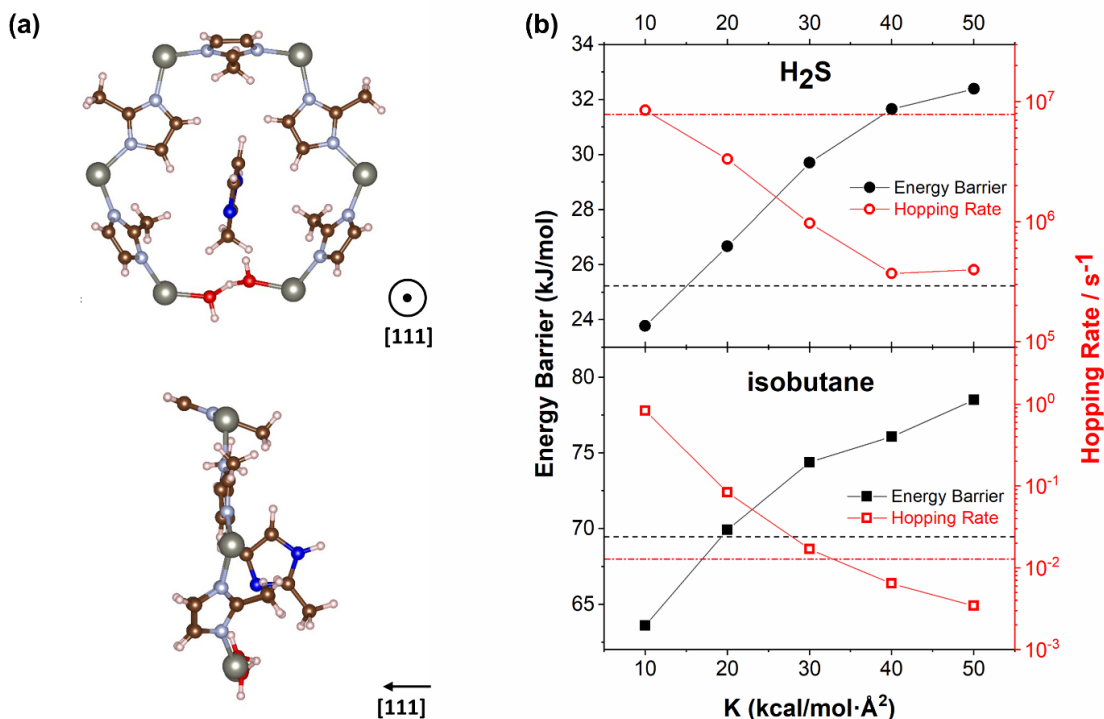 (a)
[111]
[111]
(b)
10 20 30 40 50
H2S
34
32
30
28
26
24
Energy Barrier
Hopping Rate
10^7
10^6
10^5
isobutane
80
75
70
65
Energy Barrier
Hopping Rate
10^0
10^-1
10^-2
10^-3
Energy Barrier (kJ/mol)
Hopping Rate / s^-1
10 20 30 40 50
K (kcal/mol·Å²)